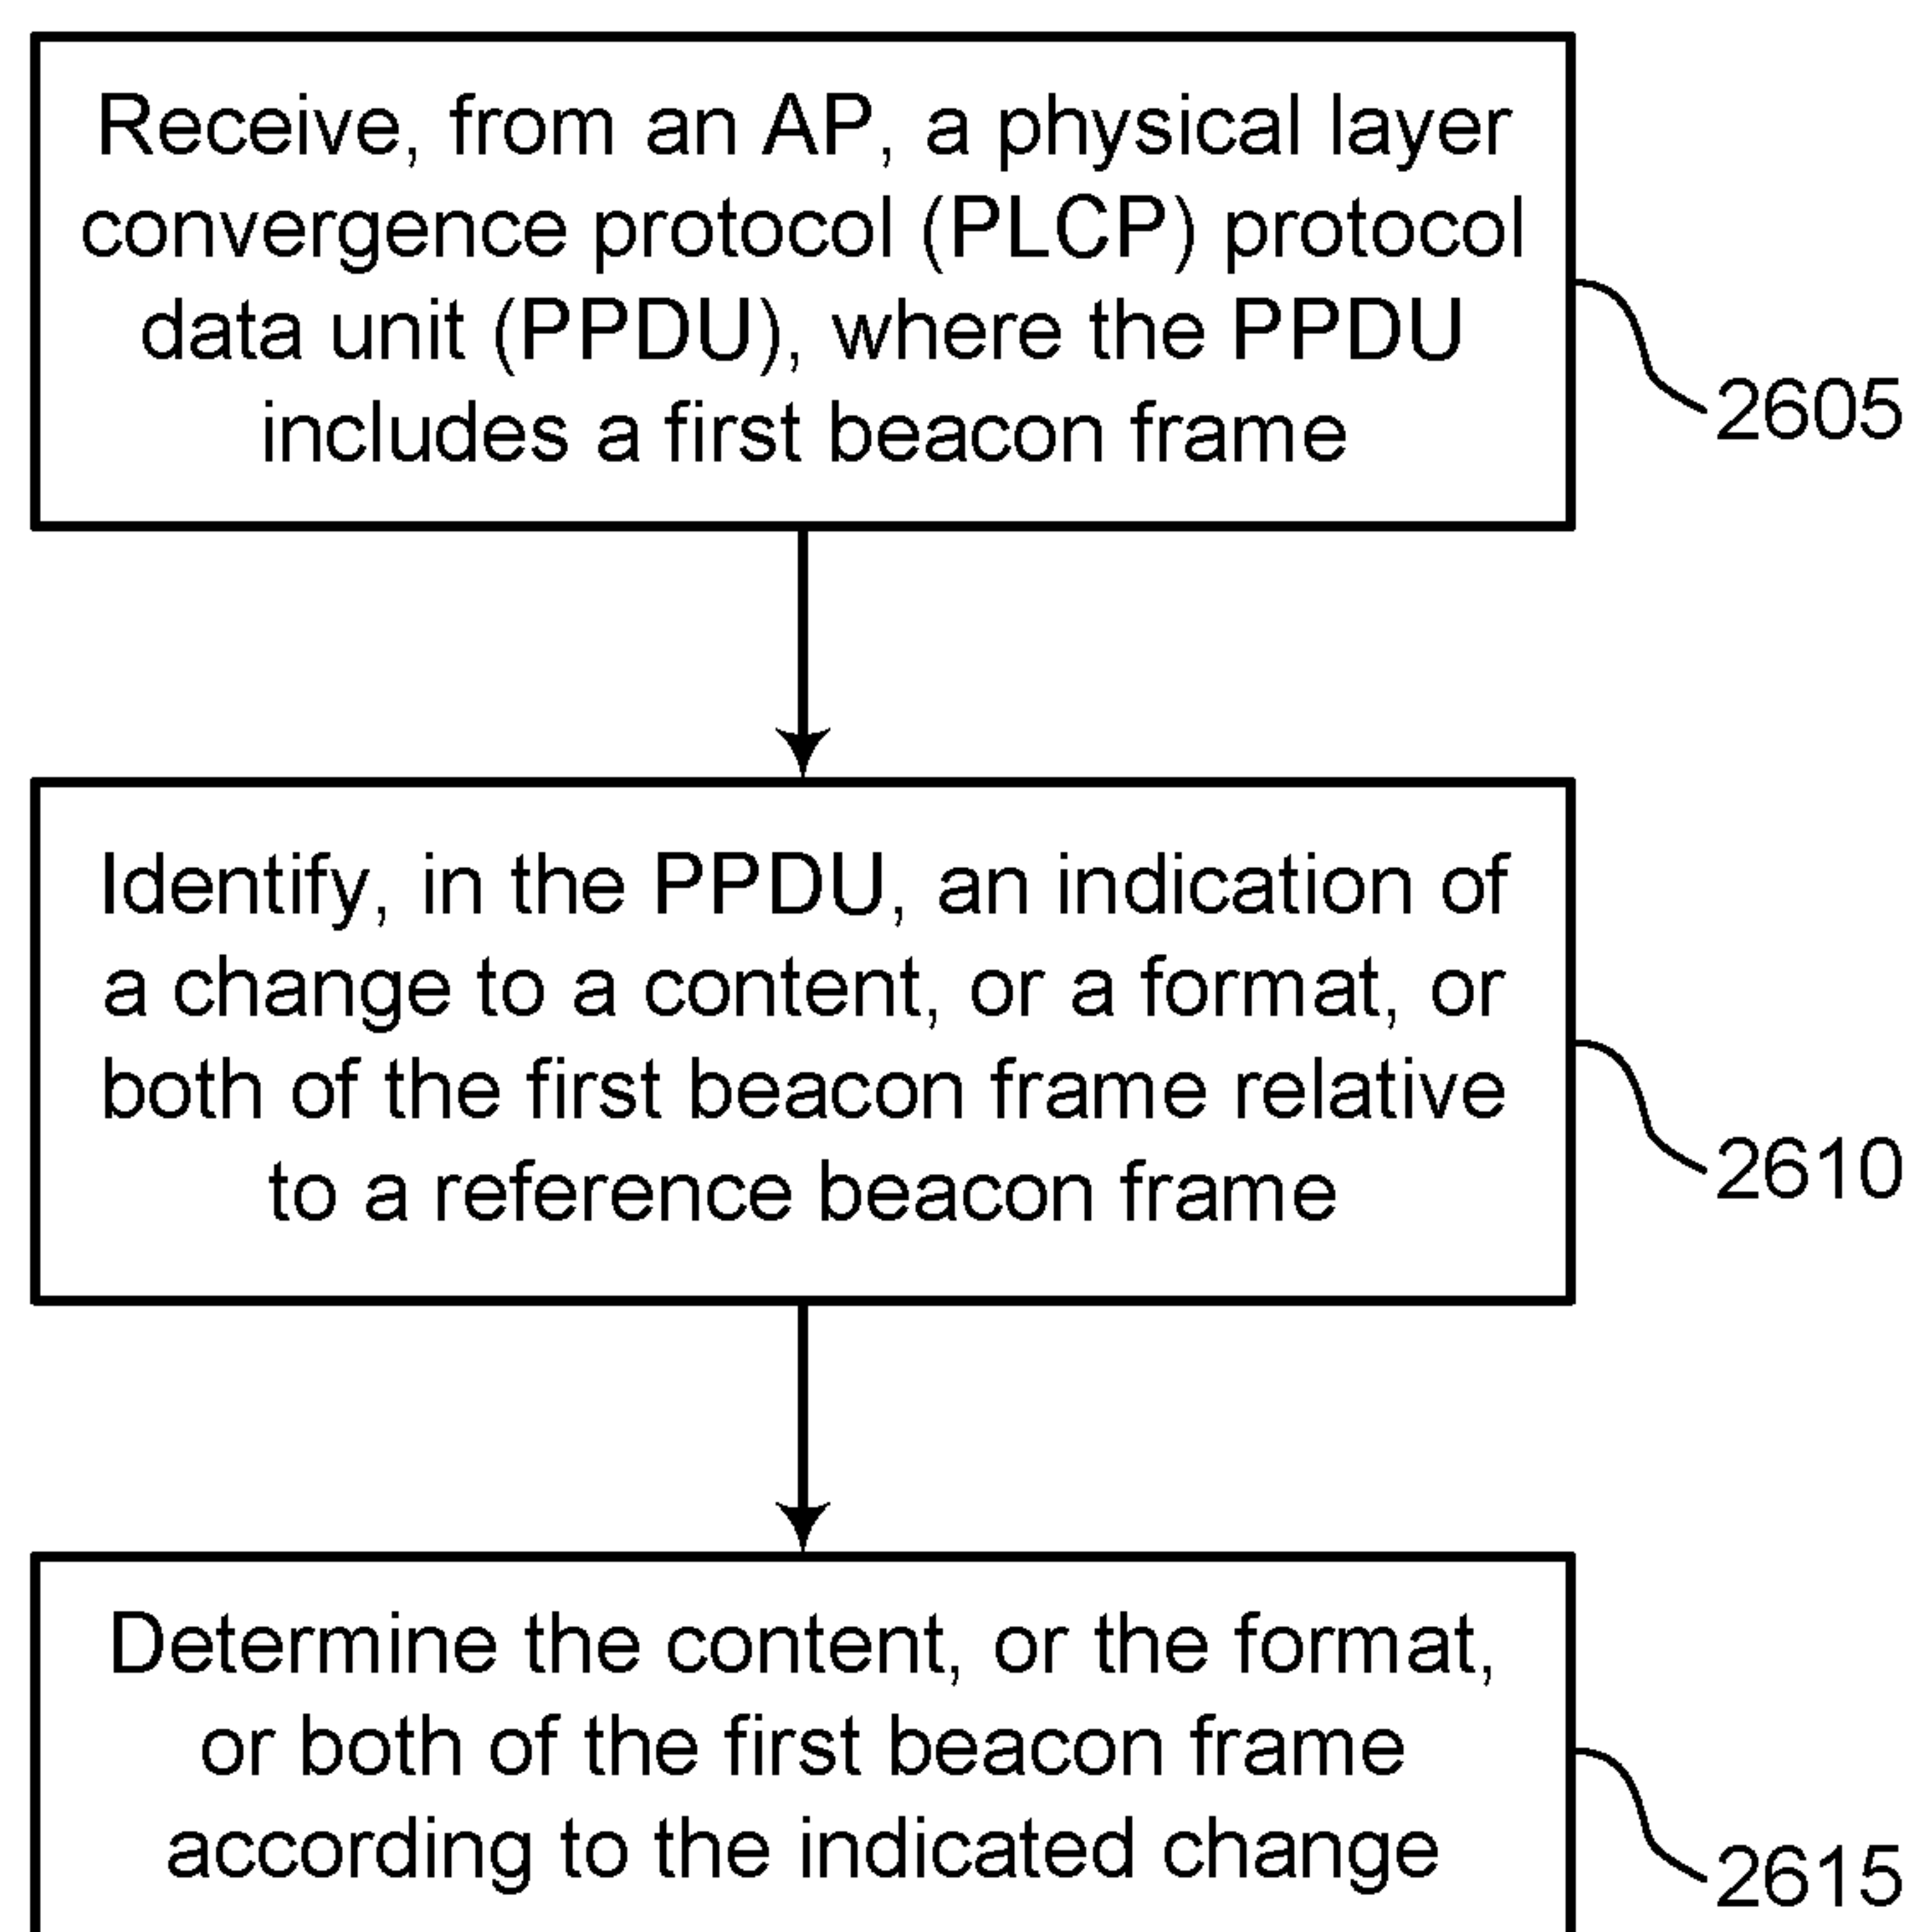 Receive, from an AP, a physical layer
convergence protocol (PLCP) protocol
data unit (PPDU), where the PPDU
includes a first beacon frame
2605
Identify, in the PPDU, an indication of
a change to a content, or a format, or
both of the first beacon frame relative
to a reference beacon frame
2610
Determine the content, or the format,
or both of the first beacon frame
according to the indicated change
2615